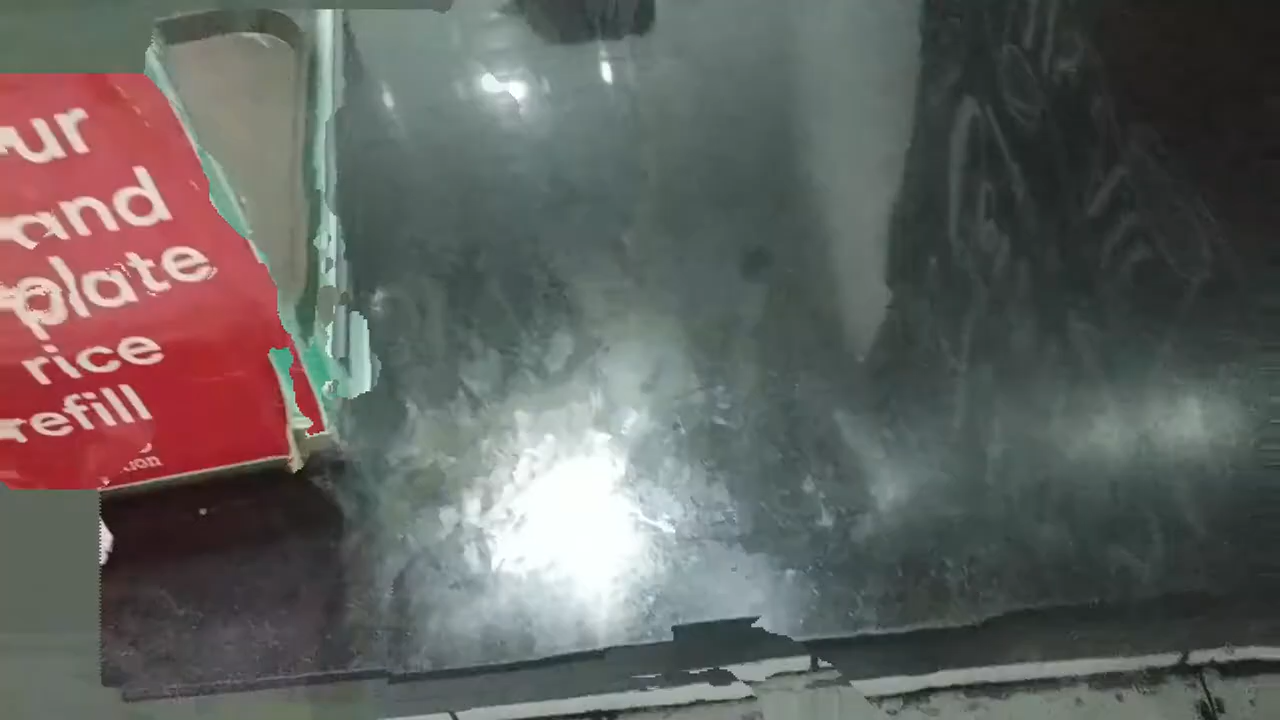 ur
and
plate
rice
refill